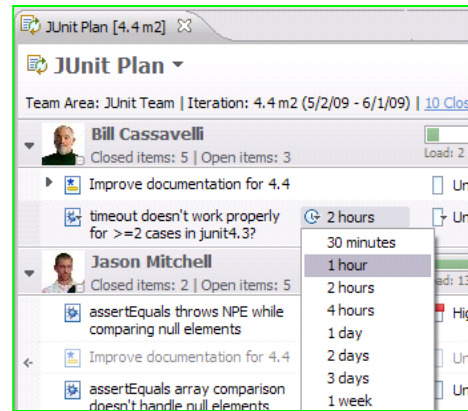 JUnit Plan [4.4 m2]
JUnit Plan
Team Area: JUnit Team | Iteration: 4.4 m2 (5/2/09 - 6/1/09) | 10 Clos
Bill Cassavelli
Closed items: 5 | Open items: 3
Load: 2
Improve documentation for 4.4
Un
timeout doesn't work properly
for >=2 cases in junit4.3?
2 hours
Un
30 minutes
1 hour
2 hours
4 hours
1 day
2 days
3 days
1 week
Jason Mitchell
Closed items: 2 | Open items: 5
ad: 13
assertEquals throws NPE while
comparing null elements
Hig
Improve documentation for 4.4
Un
assertEquals array comparison
doesn't handle null elements
Un